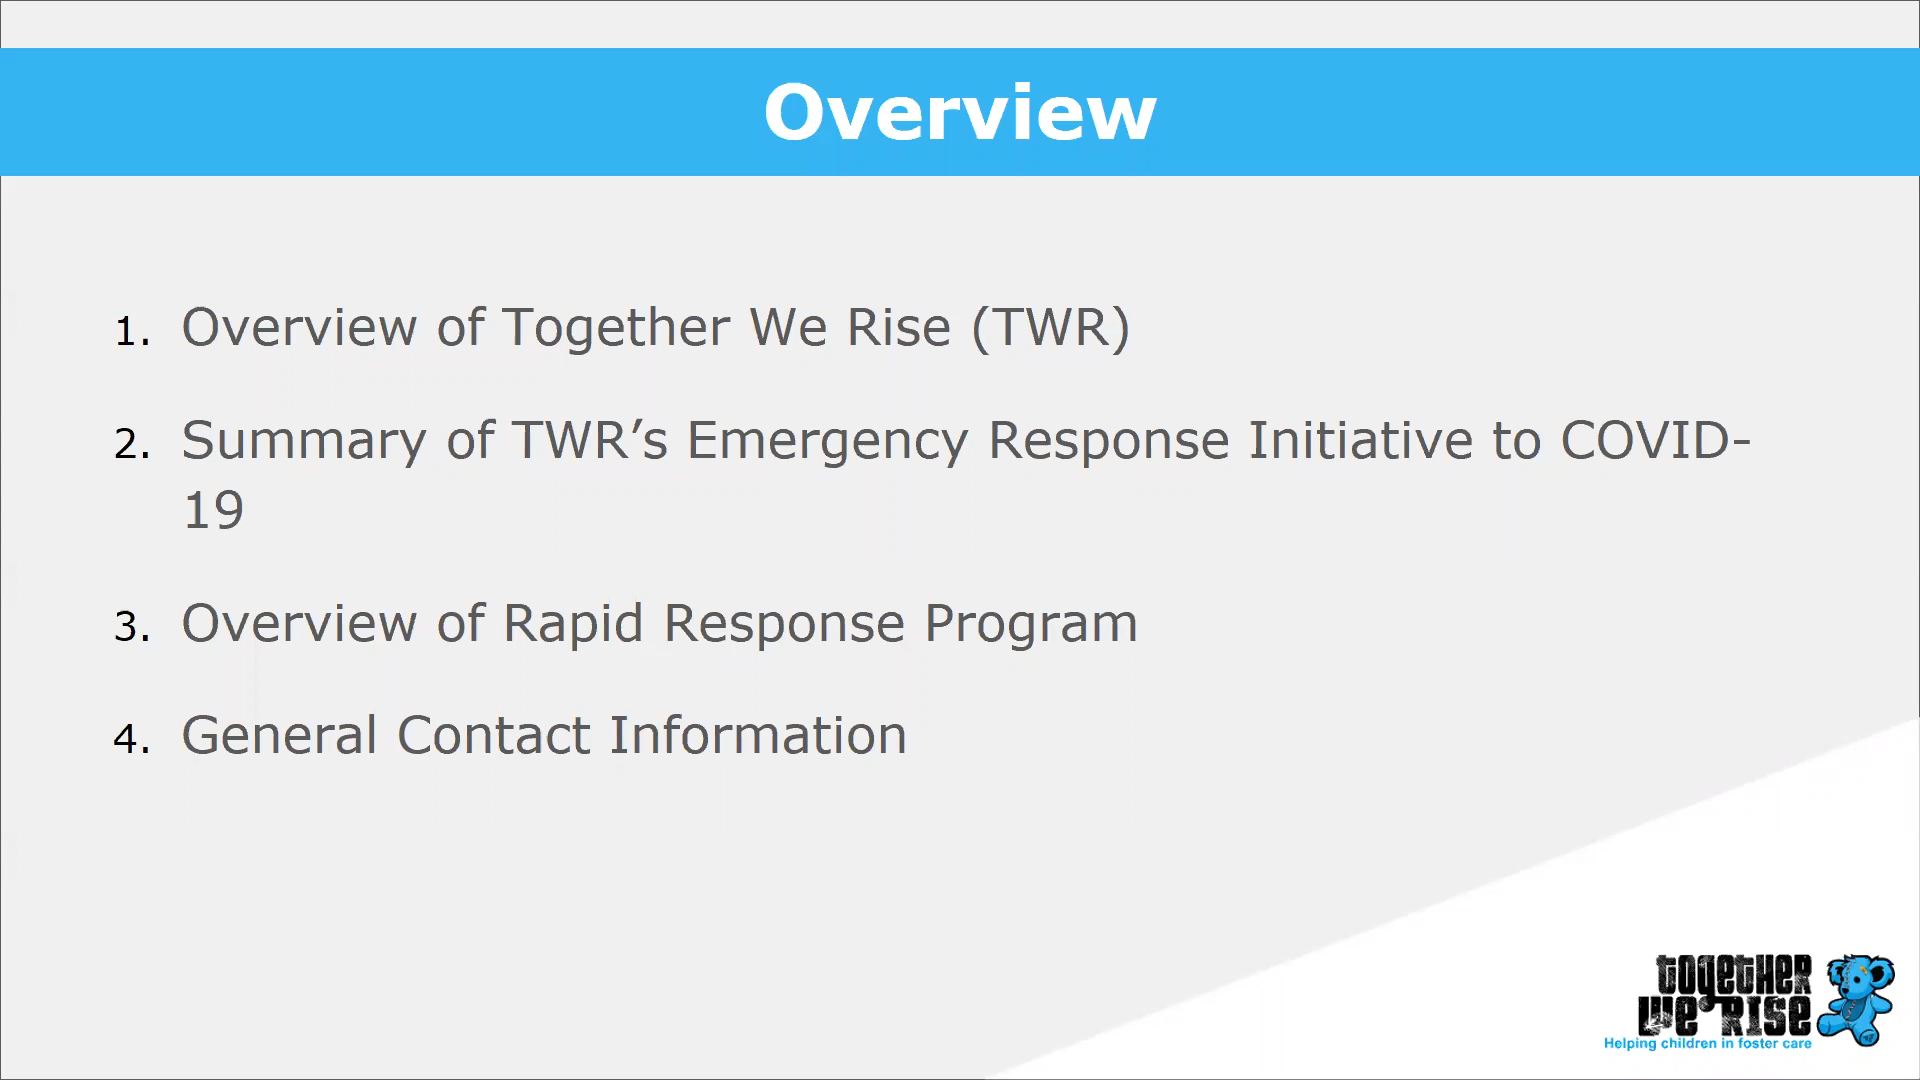 Overview
1. Overview of Together We Rise (TWR)
2. Summary of TWR’s Emergency Response Initiative to COVID-
19
3. Overview of Rapid Response Program
4. General Contact Information
TOGETHER
WE RISE
Helping children in foster care